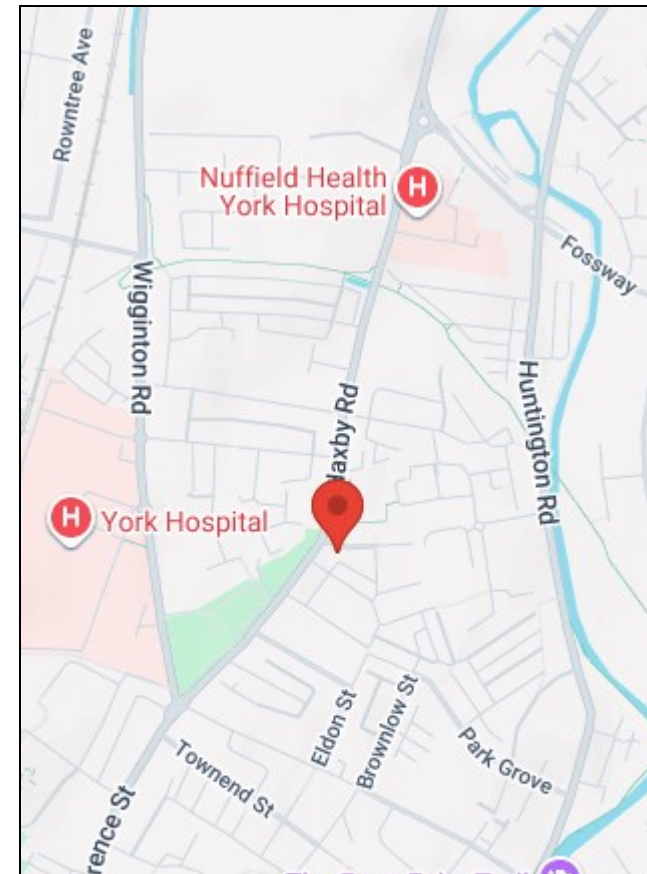 Rowntree Ave
Nuffield Health
York Hospital
H
Fossway
Wigginton Rd
Huntington Rd
Haxby Rd
H
York Hospital
Eldon St
Brownlow St
Park Grove
Townend St
rence St